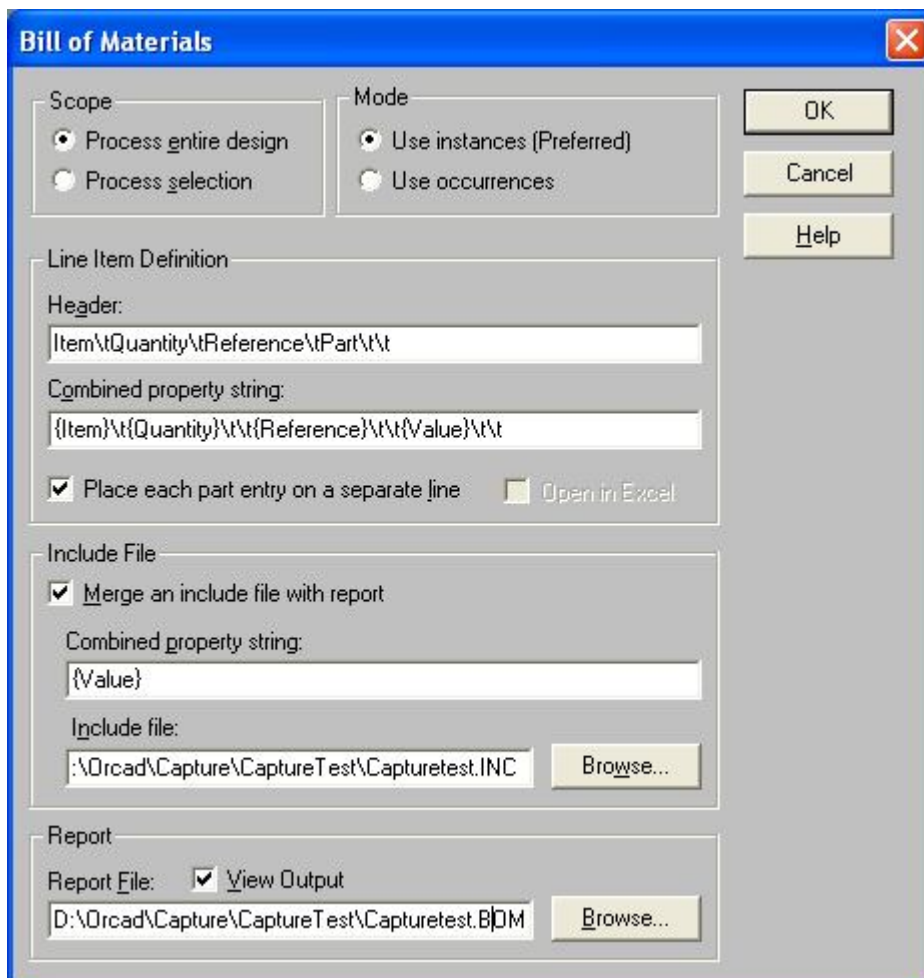 Bill of Materials
Scope
Process entire design
Process selection
Mode
Use instances (Preferred)
Use occurrences
OK
Cancel
Help
Line Item Definition
Header:
Item\tQuantity\tReference\tPart\t\t
Combined property string:
{Item}\t{Quantity}\t\t{Reference}\t\t{Value}\t\t
Place each part entry on a separate line
Open in Excel
Include File
Merge an include file with report
Combined property string:
{Value}
Include file:
:\Orcad\Capture\CaptureTest\Capturetest.INC
Browse...
Report
Report File:
View Output
D:\Orcad\Capture\CaptureTest\Capturetest.BOM
Browse...